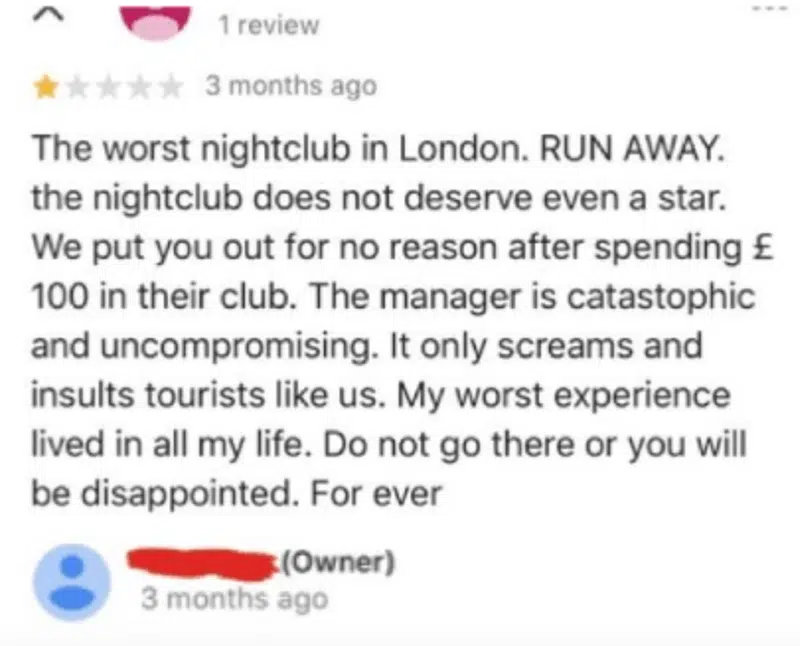 1 review
3 months ago
The worst nightclub in London. RUN AWAY.
the nightclub does not deserve even a star.
We put you out for no reason after spending £
100 in their club. The manager is catastophic
and uncompromising. It only screams and
insults tourists like us. My worst experience
lived in all my life. Do not go there or you will
be disappointed. For ever
(Owner)
3 months ago